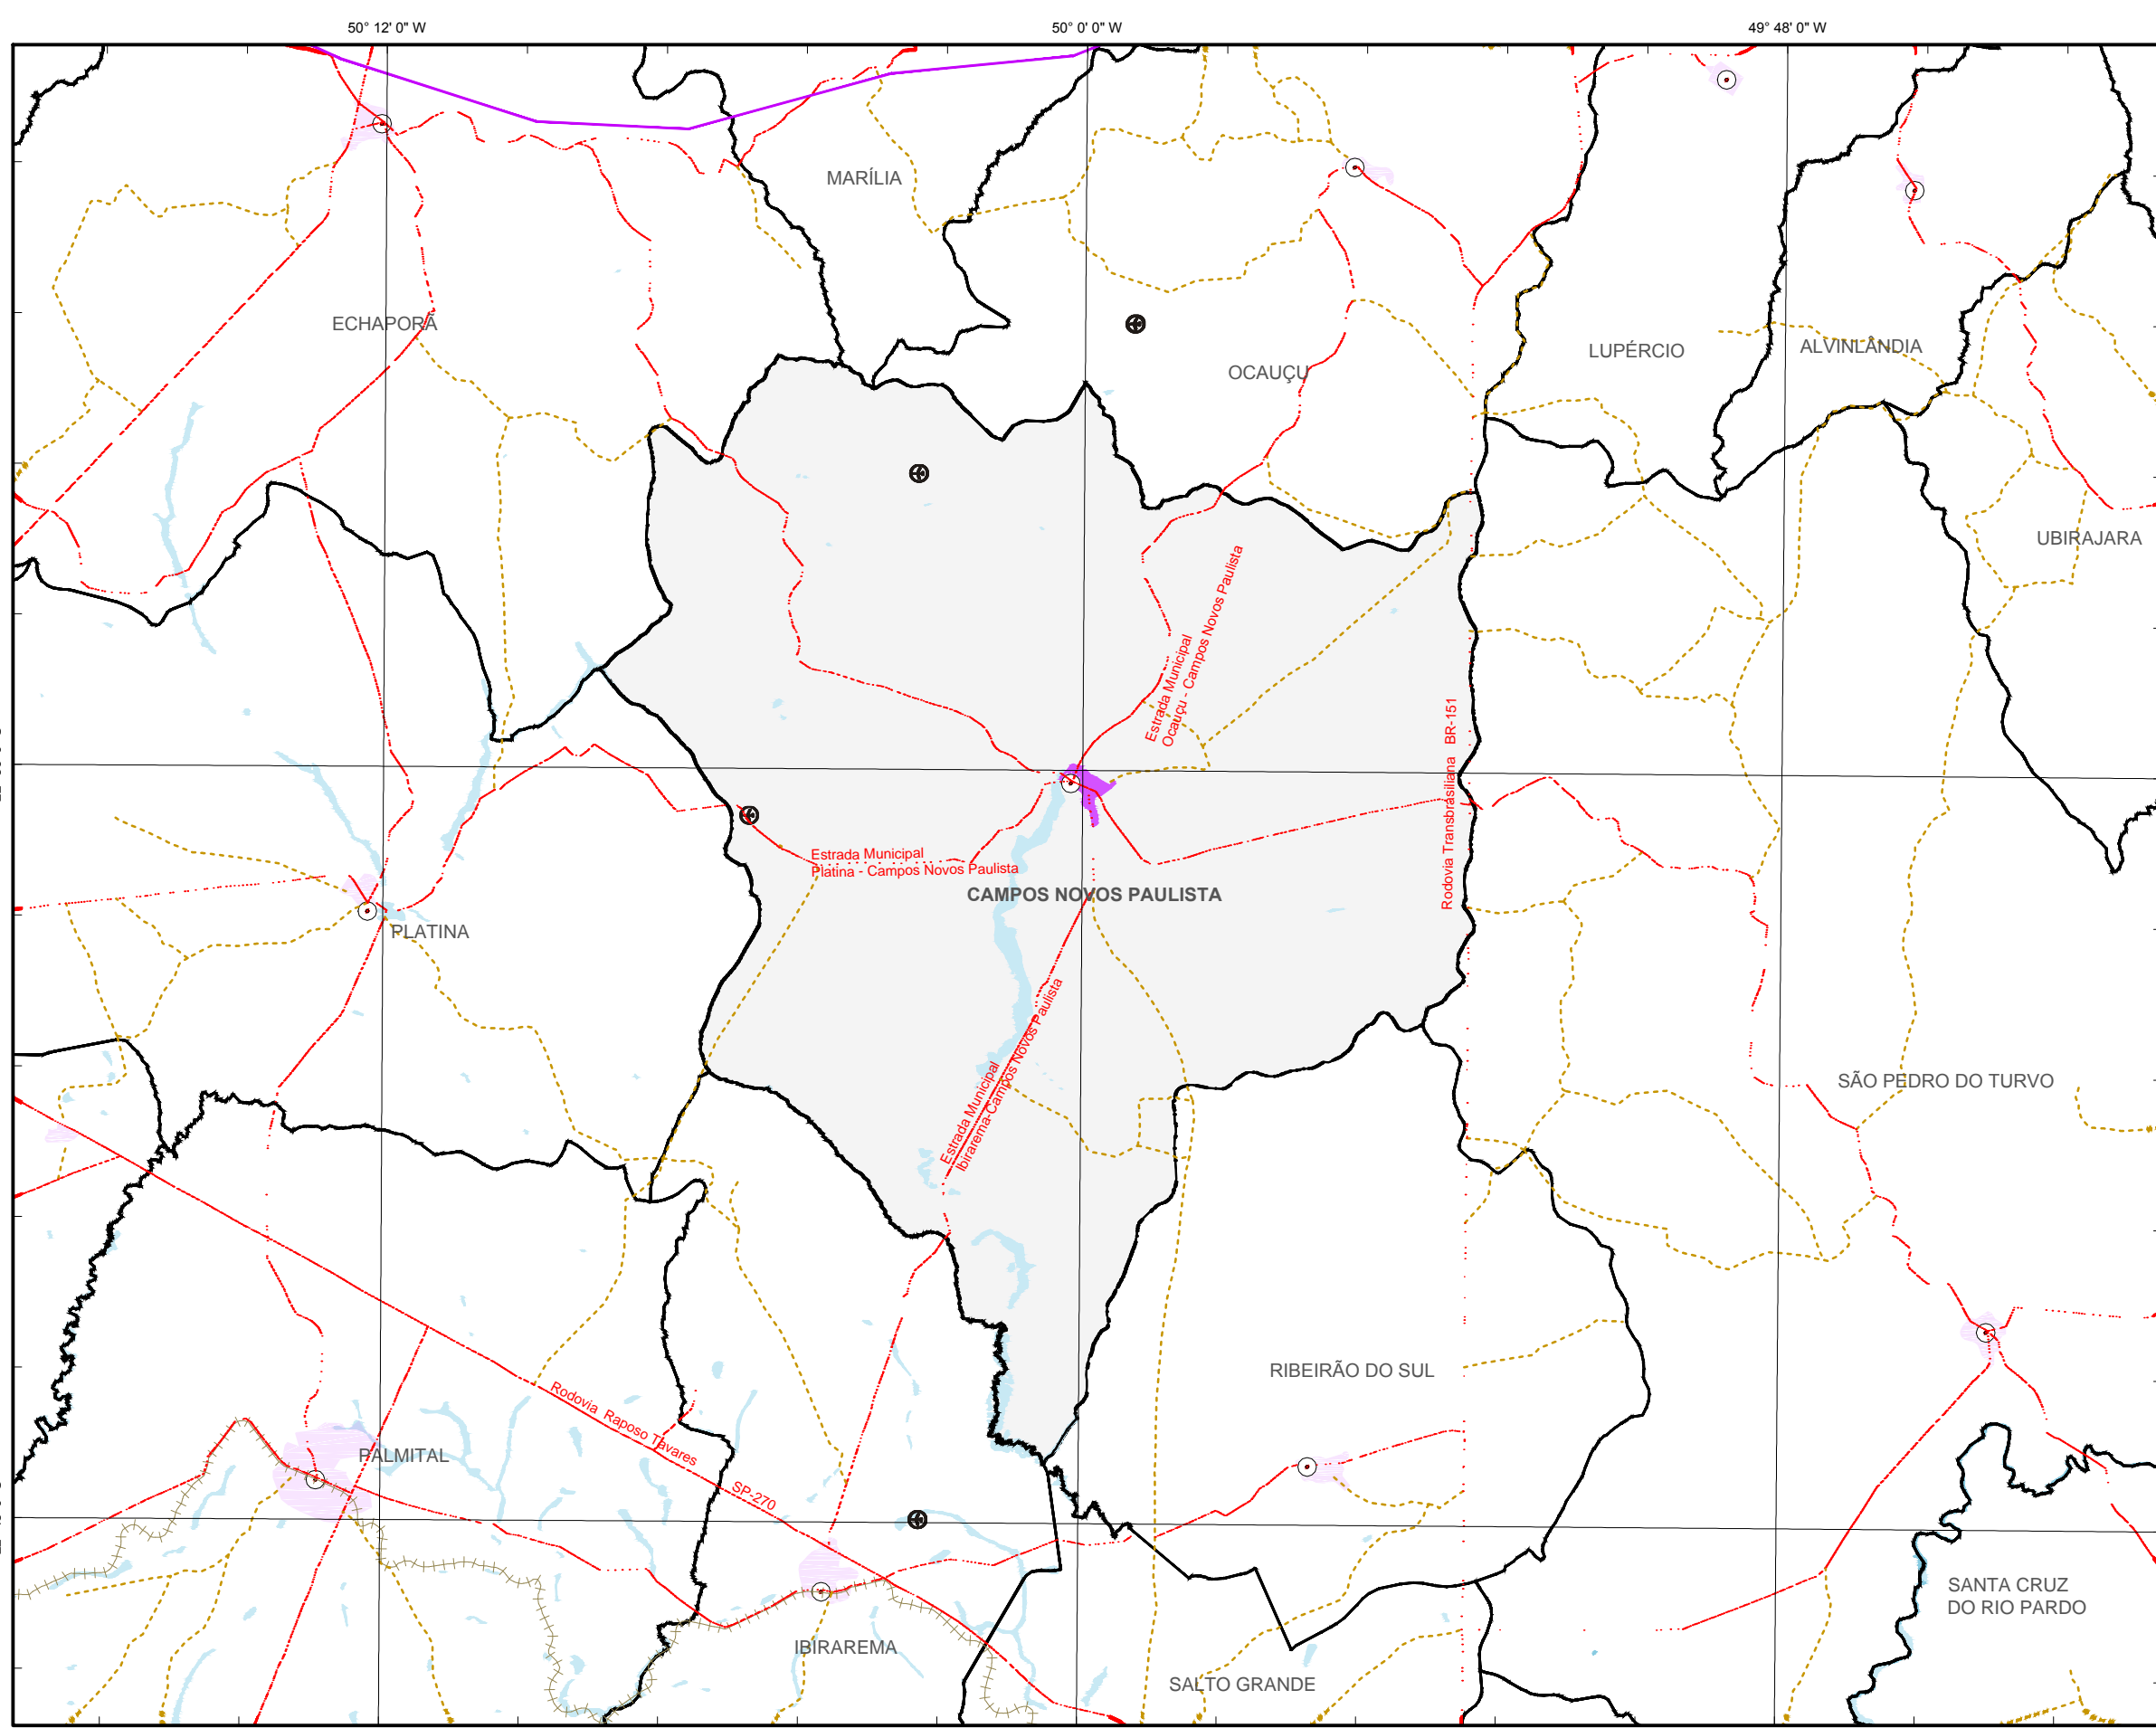 50° 12' 0" W
50° 0' 0" W
49° 48' 0" W
MARÍLIA
ECHAPORÃ
OCAUÇU
LUPÉRCIO
ALVINLÂNDIA
UBIRAJARA
Estrada Municipal
Ocauçu - Campos Novos Paulista
Rodovia Transbrasiliana BR-151
Estrada Municipal
Platina - Campos Novos Paulista
CAMPOS NOVOS PAULISTA
PLATINA
Estrada Municipal
Ibirarema-Campos Novos Paulista
SÃO PEDRO DO TURVO
RIBEIRÃO DO SUL
Rodovia Raposo Tavares SP-270
PALMITAL
SANTA CRUZ
DO RIO PARDO
IBIRAREMA
SALTO GRANDE